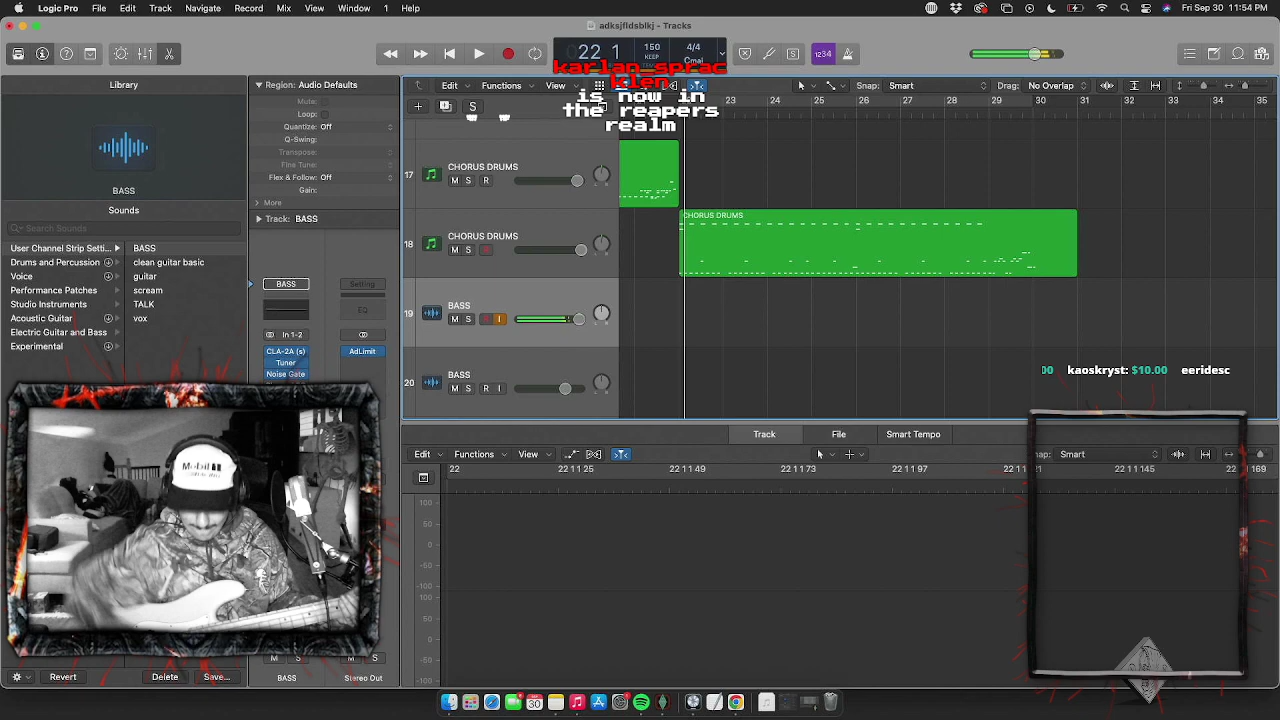 Logic Pro File Edit Track Navigate Record Mix View Window 1 Help
Fri Sep 30 11:54 PM
adksjfldsblkj - Tracks
22 1
150
KEEP
4/4
Cmaj
1234
karlan_sprac
klen
is now in
the reapers
realm
Library
BASS
Sounds
Search Sounds
User Channel Strip Setti...
Drums and Percussion
Voice
Performance Patches
Studio Instruments
Acoustic Guitar
Electric Guitar and Bass
Experimental
BASS
clean guitar basic
guitar
scream
TALK
vox
Region: Audio Defaults
Mute:
Loop:
Quantize: Off
Q-Swing:
Transpose:
Fine Tune:
Flex & Follow: Off
Gain:
More
Track: BASS
BASS
Setting
EQ
In 1-2
CLA-2A (s)
Tuner
Noise Gate
AdLimit
Edit Functions View
Snap: Smart
Drag: No Overlap
23 24 25 26 27 28 29 30 31 32 33 34 35
17 CHORUS DRUMS
M S R
18 CHORUS DRUMS
M S R
CHORUS DRUMS
19 BASS
M S R I
20 BASS
M S R I
kaoskryst: $10.00 eeridesc
Track File Smart Tempo
Edit Functions View
Smart
22 22 1 1 25 22 1 1 49 22 1 1 73 22 1 1 97 22 1 1 145
100
50
0
-50
-100
100
50
0
-50
-100
Mobil
M S
M S
BASS
Stereo Out
Revert Delete Save...